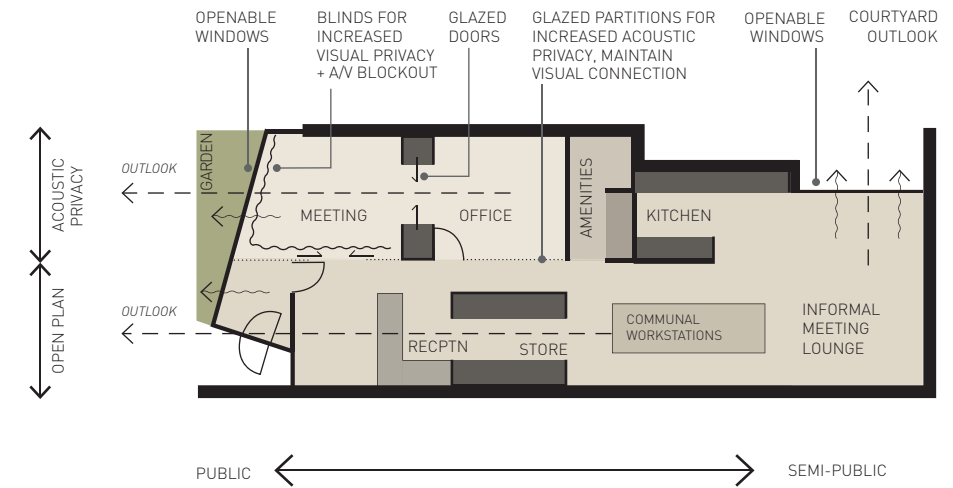 OPENABLE
WINDOWS
BLINDS FOR
INCREASED
VISUAL PRIVACY
+ A/V BLOCKOUT
GLAZED
DOORS
GLAZED PARTITIONS FOR
INCREASED ACOUSTIC
PRIVACY, MAINTAIN
VISUAL CONNECTION
OPENABLE
WINDOWS
COURTYARD
OUTLOOK
ACOUSTIC
PRIVACY
OUTLOOK
GARDEN
MEETING
OFFICE
AMENITIES
KITCHEN
OPEN PLAN
OUTLOOK
RECPTN
STORE
COMMUNAL
WORKSTATIONS
INFORMAL
MEETING
LOUNGE
PUBLIC
SEMI-PUBLIC